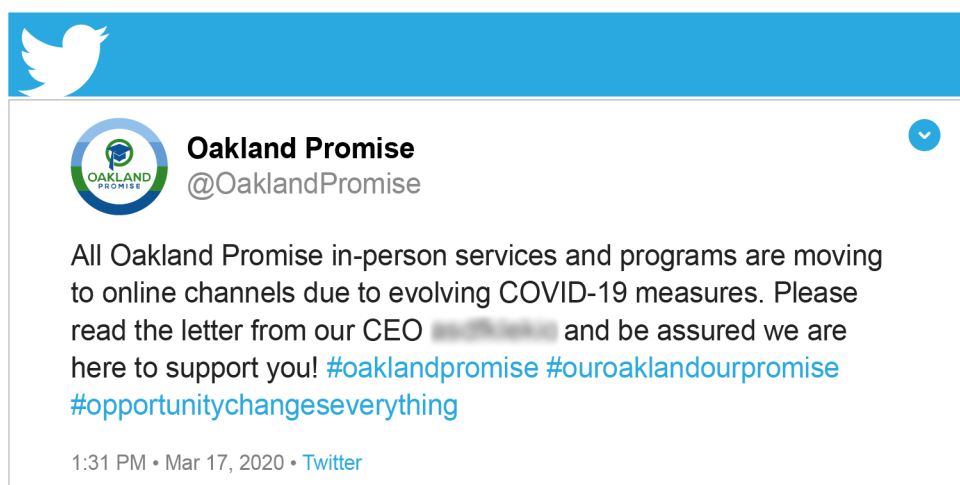 OAKLAND
PROMISE
Oakland Promise
@OaklandPromise
All Oakland Promise in-person services and programs are moving
to online channels due to evolving COVID-19 measures. Please
read the letter from our CEO and be assured we are
here to support you! #oaklandpromise #ouroaklandourpromise
#opportunitychangeseverything
1:31 PM • Mar 17, 2020 • Twitter